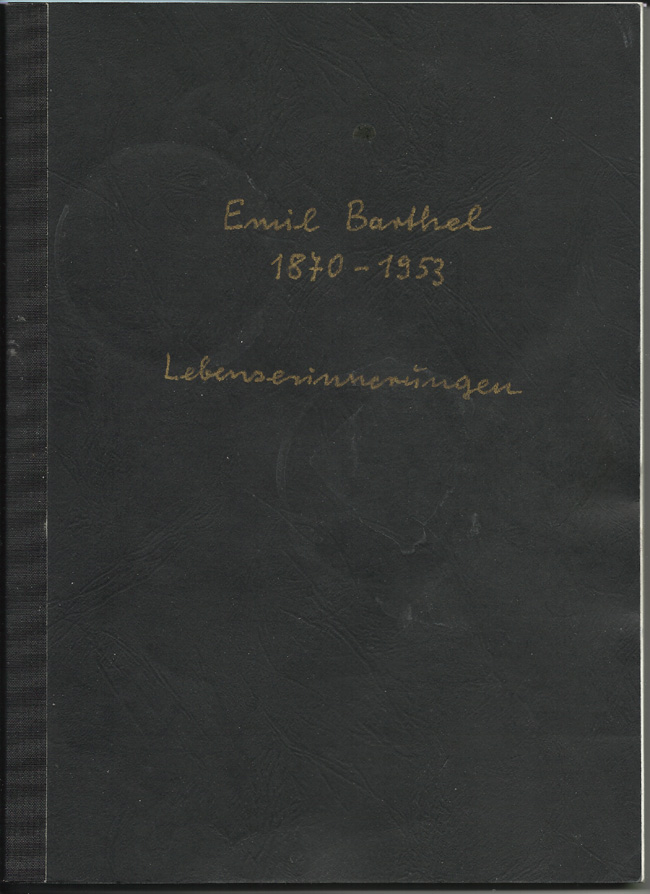 Emil Barthel
1870 - 1953
Lebenserinnerungen